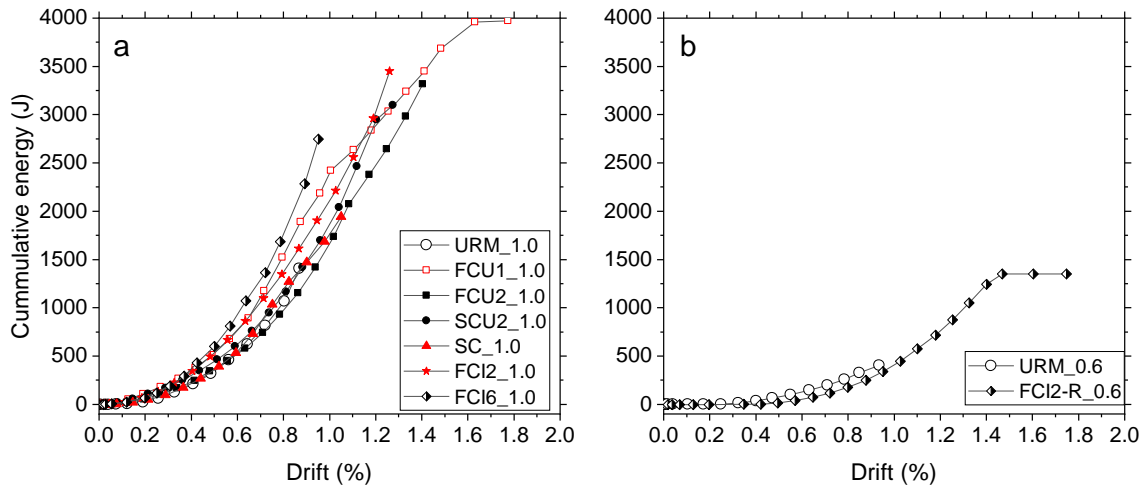 a
Cummulative energy (J)
4000
3500
3000
2500
2000
1500
1000
500
0
0.0 0.2 0.4 0.6 0.8 1.0 1.2 1.4 1.6 1.8 2.0
Drift (%)
URM_1.0
FCU1_1.0
FCU2_1.0
SCU2_1.0
SC_1.0
FCI2_1.0
FCI6_1.0
b
4000
3500
3000
2500
2000
1500
1000
500
0
0.0 0.2 0.4 0.6 0.8 1.0 1.2 1.4 1.6 1.8 2.0
Drift (%)
URM_0.6
FCI2-R_0.6